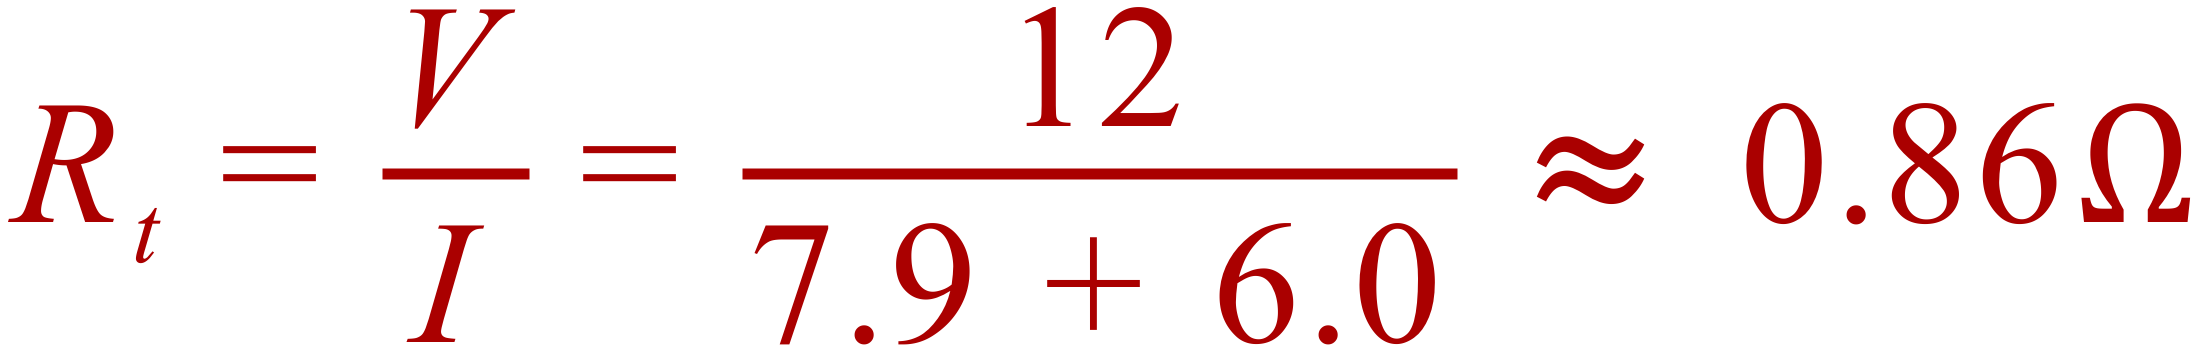 R_t = V/I = 12/(7.9 + 6.0) ≈ 0.86Ω